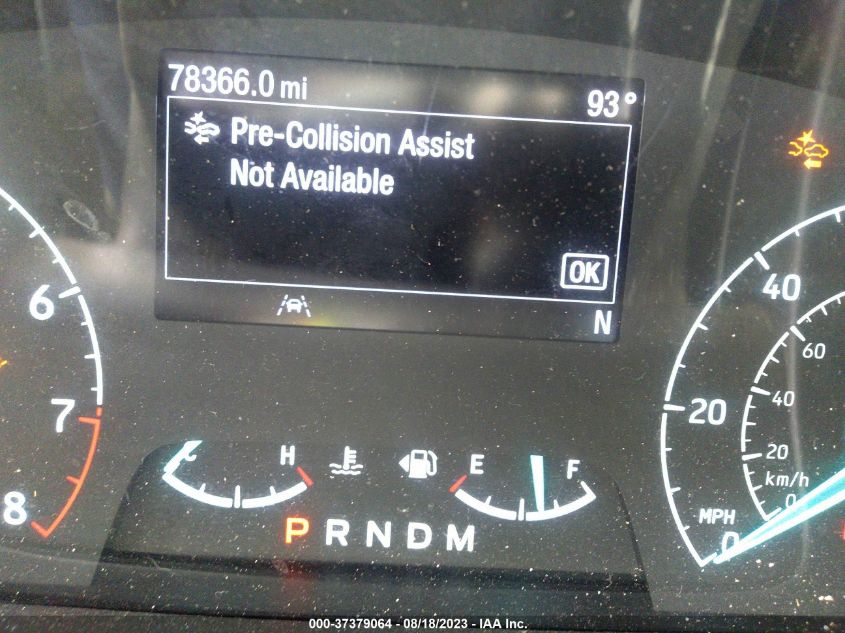 78366.0 mi
93°
Pre-Collision Assist
Not Available
OK
N
6
7
8
H
E
F
P R N D M
40
20
0
MPH
60
40
20
km/h
0
000-37379064 - 08/18/2023 - IAA Inc.